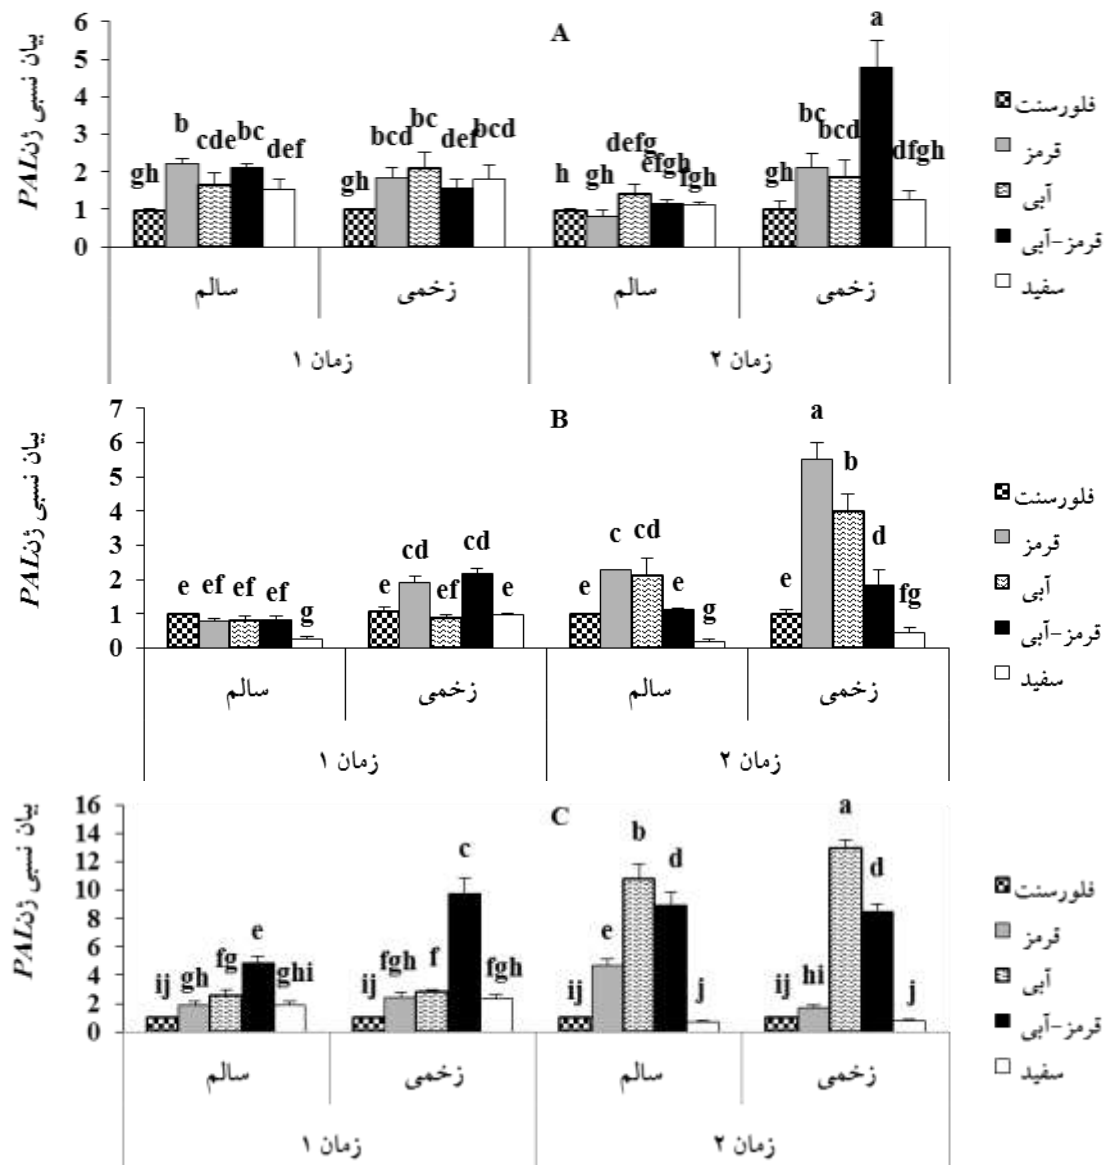 A
بیان نسبی ژن PAL
6
5
4
3
2
1
0
gh b cde bc def gh bcd bc def bcd h gh defg efgh fgh gh bc bcd a dfgh
سالم زخمی سالم زخمی
زمان ۱ زمان ۲
فلورسنت
قرمز
آبی
قرمز-آبی
سفید
B
بیان نسبی ژن PAL
7
6
5
4
3
2
1
0
e ef ef ef g e cd ef cd e e c cd e g e a b d fg
سالم زخمی سالم زخمی
زمان ۱ زمان ۲
فلورسنت
قرمز
آبی
قرمز-آبی
سفید
C
بیان نسبی ژن PAL
16
14
12
10
8
6
4
2
0
ij gh fg e ghi ij fgh f c fgh ij e b d j ij hi a d j
سالم زخمی سالم زخمی
زمان ۱ زمان ۲
فلورسنت
قرمز
آبی
قرمز-آبی
سفید